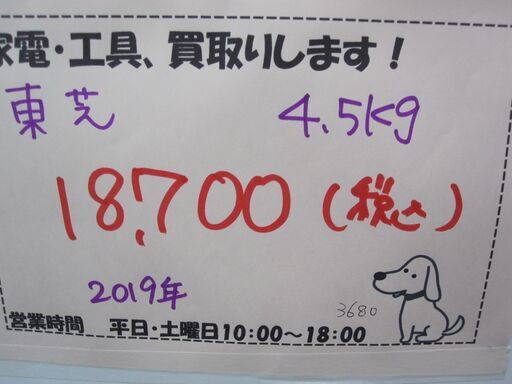 家電・工具、買取りします！
東芝 4.5kg
18,700(税込)
2019年
3680
営業時間 平日・土曜日10:00～18:00